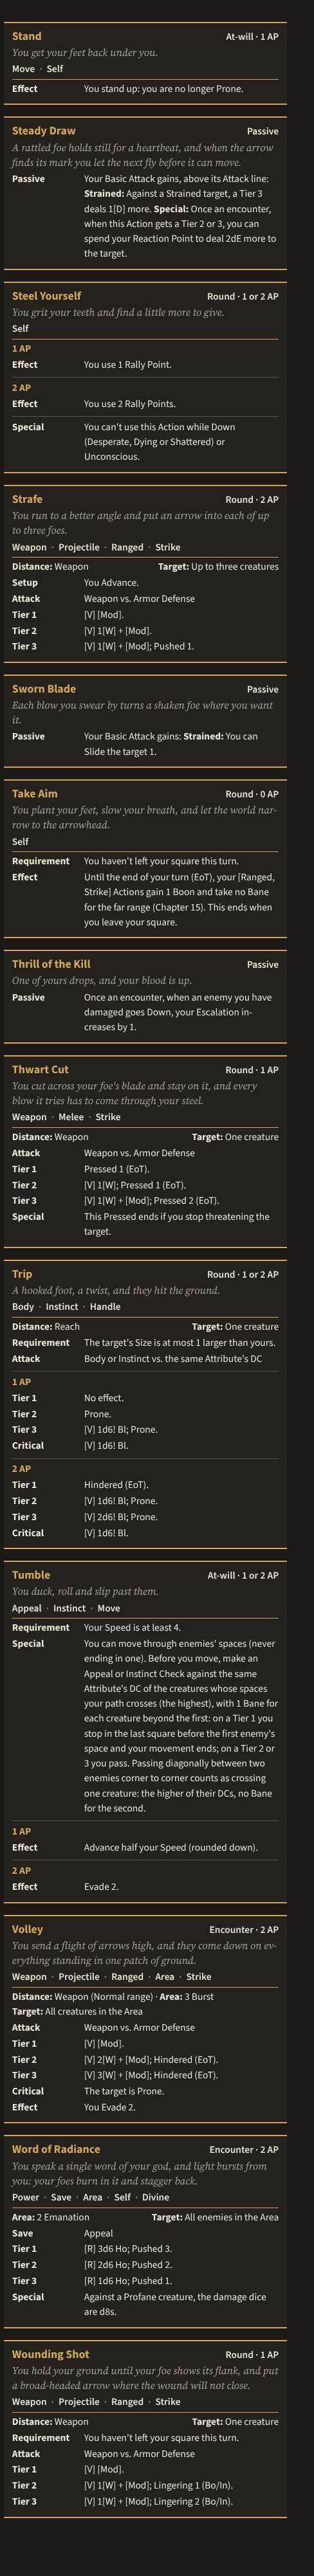 Stand At-will · 1 AP
You get your feet back under you.
Move · Self
Effect You stand up: you are no longer Prone.
Steady Draw Passive
A rattled foe holds still for a heartbeat, and when the arrow
finds its mark you let the next fly before it can move.
Passive Your Basic Attack gains, above its Attack line:
Strained: Against a Strained target, a Tier 3
deals 1[D] more. Special: Once an encounter,
when this Action gets a Tier 2 or 3, you can
spend your Reaction Point to deal 2dE more to
the target.
Steel Yourself Round · 1 or 2 AP
You grit your teeth and find a little more to give.
Self
1 AP
Effect You use 1 Rally Point.
2 AP
Effect You use 2 Rally Points.
Special You can't use this Action while Down
(Desperate, Dying or Shattered) or
Unconscious.
Strafe Round · 2 AP
You run to a better angle and put an arrow into each of up
to three foes.
Weapon · Projectile · Ranged · Strike
Distance: Weapon Target: Up to three creatures
Setup You Advance.
Attack Weapon vs. Armor Defense
Tier 1 [V] [Mod].
Tier 2 [V] 1[W] + [Mod].
Tier 3 [V] 1[W] + [Mod]; Pushed 1.
Sworn Blade Passive
Each blow you swear by turns a shaken foe where you want
it.
Passive Your Basic Attack gains: Strained: You can
Slide the target 1.
Take Aim Round · 0 AP
You plant your feet, slow your breath, and let the world nar-
row to the arrowhead.
Self
Requirement You haven't left your square this turn.
Effect Until the end of your turn (EoT), your [Ranged,
Strike] Actions gain 1 Boon and take no Bane
for the far range (Chapter 15). This ends when
you leave your square.
Thrill of the Kill Passive
One of yours drops, and your blood is up.
Passive Once an encounter, when an enemy you have
damaged goes Down, your Escalation in-
creases by 1.
Thwart Cut Round · 1 AP
You cut across your foe's blade and stay on it, and every
blow it tries has to come through your steel.
Weapon · Melee · Strike
Distance: Weapon Target: One creature
Attack Weapon vs. Armor Defense
Tier 1 Pressed 1 (EoT).
Tier 2 [V] 1[W]; Pressed 1 (EoT).
Tier 3 [V] 1[W] + [Mod]; Pressed 2 (EoT).
Special This Pressed ends if you stop threatening the
target.
Trip Round · 1 or 2 AP
A hooked foot, a twist, and they hit the ground.
Body · Instinct · Handle
Distance: Reach Target: One creature
Requirement The target's Size is at most 1 larger than yours.
Attack Body or Instinct vs. the same Attribute's DC
1 AP
Tier 1 No effect.
Tier 2 Prone.
Tier 3 [V] 1d6! Bl; Prone.
Critical [V] 1d6! Bl.
2 AP
Tier 1 Hindered (EoT).
Tier 2 [V] 1d6! Bl; Prone.
Tier 3 [V] 2d6! Bl; Prone.
Critical [V] 1d6! Bl.
Tumble At-will · 1 or 2 AP
You duck, roll and slip past them.
Appeal · Instinct · Move
Requirement Your Speed is at least 4.
Special You can move through enemies' spaces (never
ending in one). Before you move, make an
Appeal or Instinct Check against the same
Attribute's DC of the creatures whose spaces
your path crosses (the highest), with 1 Bane for
each creature beyond the first: on a Tier 1 you
stop in the last square before the first enemy's
space and your movement ends; on a Tier 2 or
3 you pass. Passing diagonally between two
enemies corner to corner counts as crossing
one creature: the higher of their DCs, no Bane
for the second.
1 AP
Effect Advance half your Speed (rounded down).
2 AP
Effect Evade 2.
Volley Encounter · 2 AP
You send a flight of arrows high, and they come down on ev-
erything standing in one patch of ground.
Weapon · Projectile · Ranged · Area · Strike
Distance: Weapon (Normal range) · Area: 3 Burst
Target: All creatures in the Area
Attack Weapon vs. Armor Defense
Tier 1 [V] [Mod].
Tier 2 [V] 2[W] + [Mod]; Hindered (EoT).
Tier 3 [V] 3[W] + [Mod]; Hindered (EoT).
Critical The target is Prone.
Effect You Evade 2.
Word of Radiance Encounter · 2 AP
You speak a single word of your god, and light bursts from
you: your foes burn in it and stagger back.
Power · Save · Area · Self · Divine
Area: 2 Emanation Target: All enemies in the Area
Save Appeal
Tier 1 [R] 3d6 Ho; Pushed 3.
Tier 2 [R] 2d6 Ho; Pushed 2.
Tier 3 [R] 1d6 Ho; Pushed 1.
Special Against a Profane creature, the damage dice
are d8s.
Wounding Shot Round · 1 AP
You hold your ground until your foe shows its flank, and put
a broad-headed arrow where the wound will not close.
Weapon · Projectile · Ranged · Strike
Distance: Weapon Target: One creature
Requirement You haven't left your square this turn.
Attack Weapon vs. Armor Defense
Tier 1 [V] [Mod].
Tier 2 [V] 1[W] + [Mod]; Lingering 1 (Bo/In).
Tier 3 [V] 1[W] + [Mod]; Lingering 2 (Bo/In).